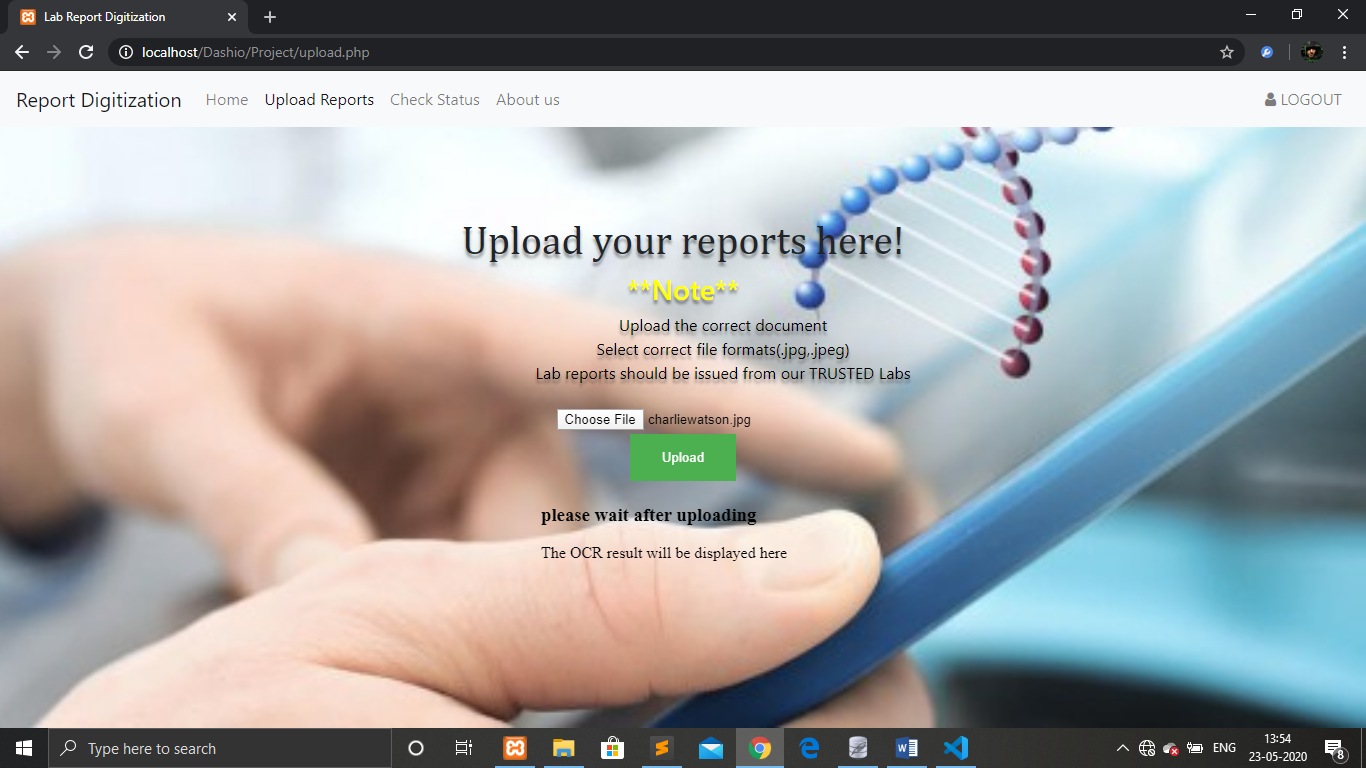 Lab Report Digitization
localhost/Dashio/Project/upload.php
Report Digitization Home Upload Reports Check Status About us LOGOUT
Upload your reports here!
**Note**
Upload the correct document
Select correct file formats(.jpg,.jpeg)
Lab reports should be issued from our TRUSTED Labs
Choose File charliewatson.jpg
Upload
please wait after uploading
The OCR result will be displayed here
Type here to search
ENG
13:54
23-05-2020
8